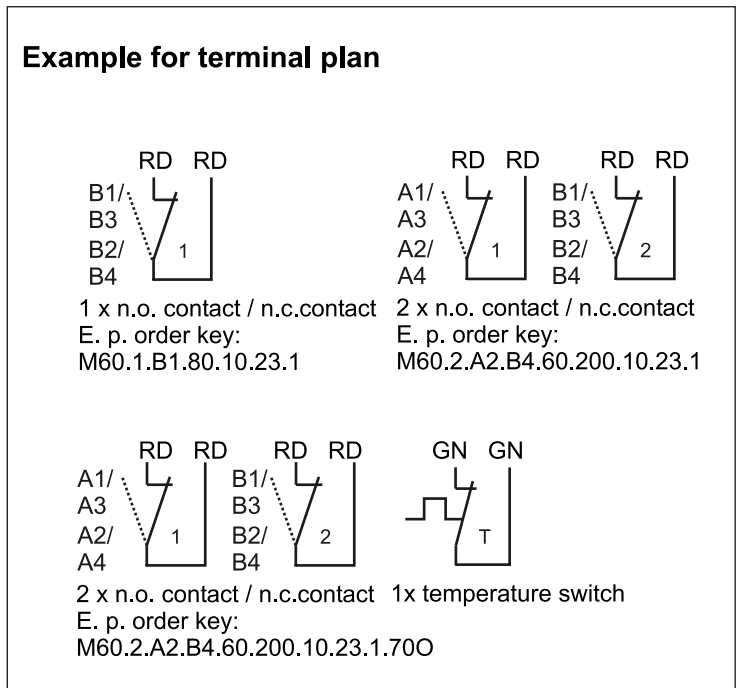 Example for terminal plan
RD RD
B1/
B3
B2/
B4
1
1 x n.o. contact / n.c.contact
E. p. order key:
M60.1.B1.80.10.23.1
RD RD
A1/
A3
A2/
A4
1
RD RD
B1/
B3
B2/
B4
2
2 x n.o. contact / n.c.contact
E. p. order key:
M60.2.A2.B4.60.200.10.23.1
RD RD
A1/
A3
A2/
A4
1
RD RD
B1/
B3
B2/
B4
2
2 x n.o. contact / n.c.contact
E. p. order key:
M60.2.A2.B4.60.200.10.23.1.70O
GN GN
T
1x temperature switch